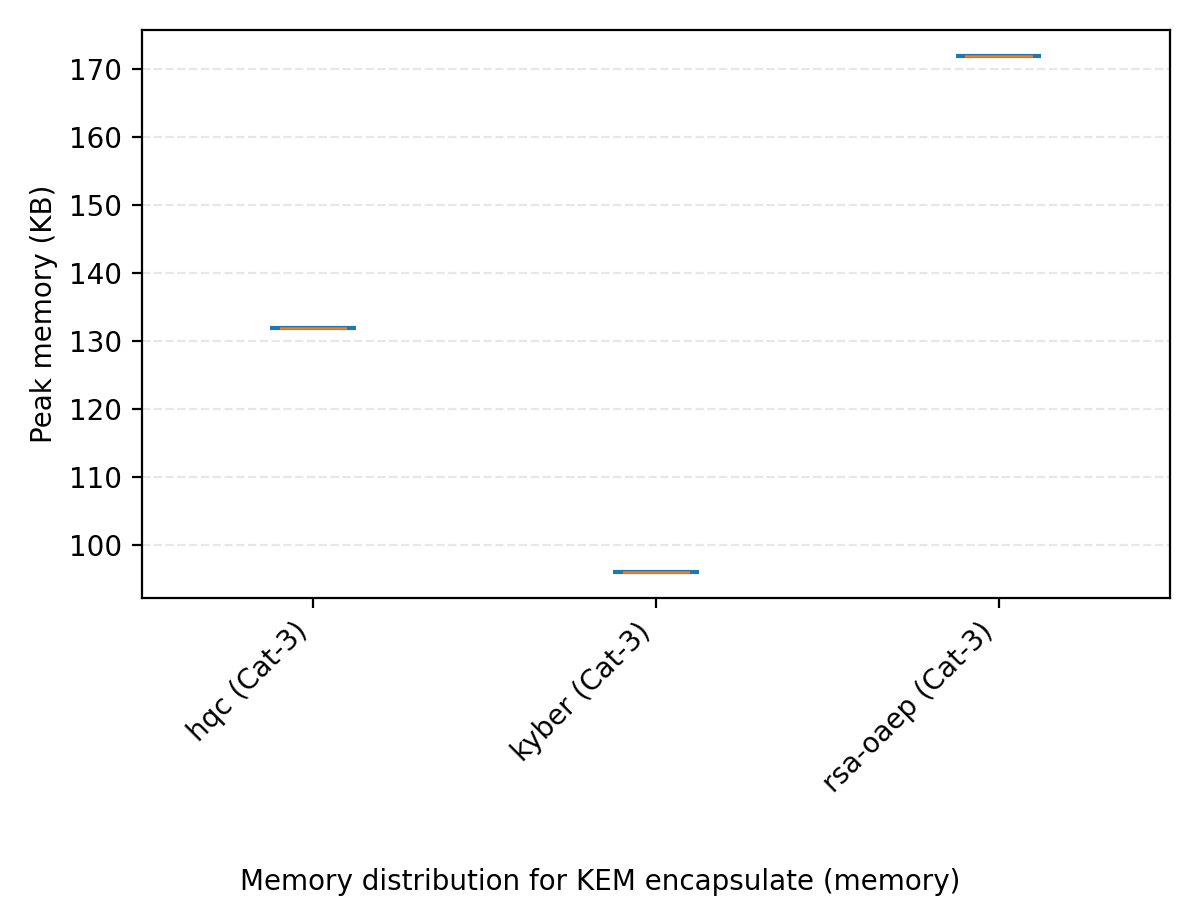 170
160
150
140
130
120
110
100
Peak memory (KB)
hqc (Cat-3)
kyber (Cat-3)
rsa-oaep (Cat-3)
Memory distribution for KEM encapsulate (memory)